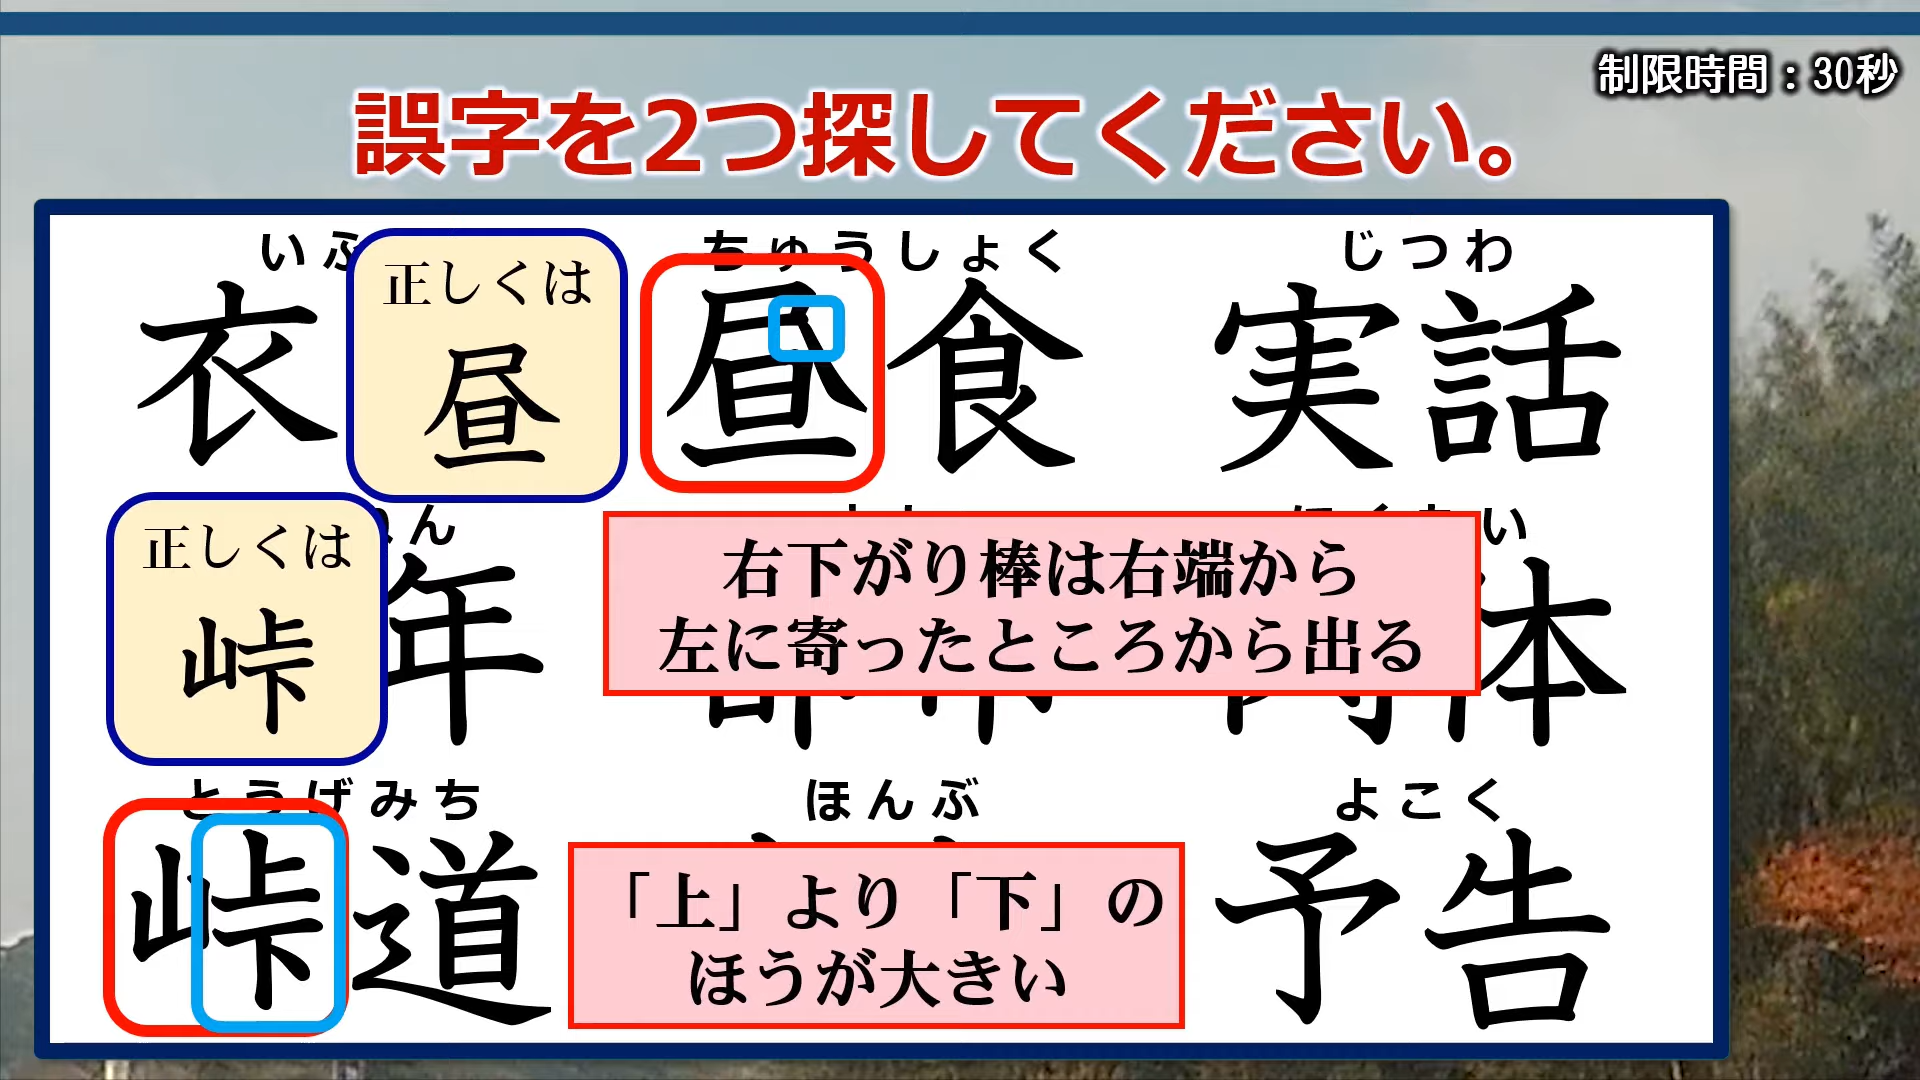 制限時間：30秒
誤字を2つ探してください。
ちゅうしょく
じつわ
衣
正しくは
昼
昼食
実話
ん
い
正しくは
峠
年
右下がり棒は右端から
左に寄ったところから出る
体
とうげみち
ほんぶ
よこく
峠道
「上」より「下」の
ほうが大きい
予告